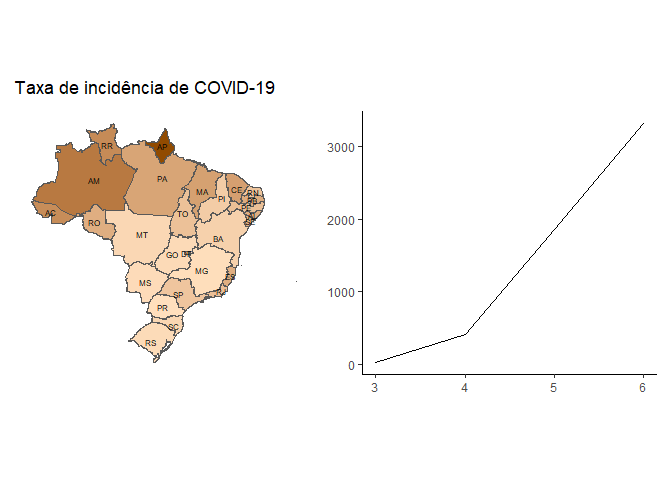 Taxa de incidência de COVID-19
RR
AP
AM
PA
MA
CE
RN
PI
AC
RO
TO
MT
BA
GO
DF
MG
MS
ES
SP
RJ
PR
SC
RS
3000
2000
1000
0
3
4
5
6